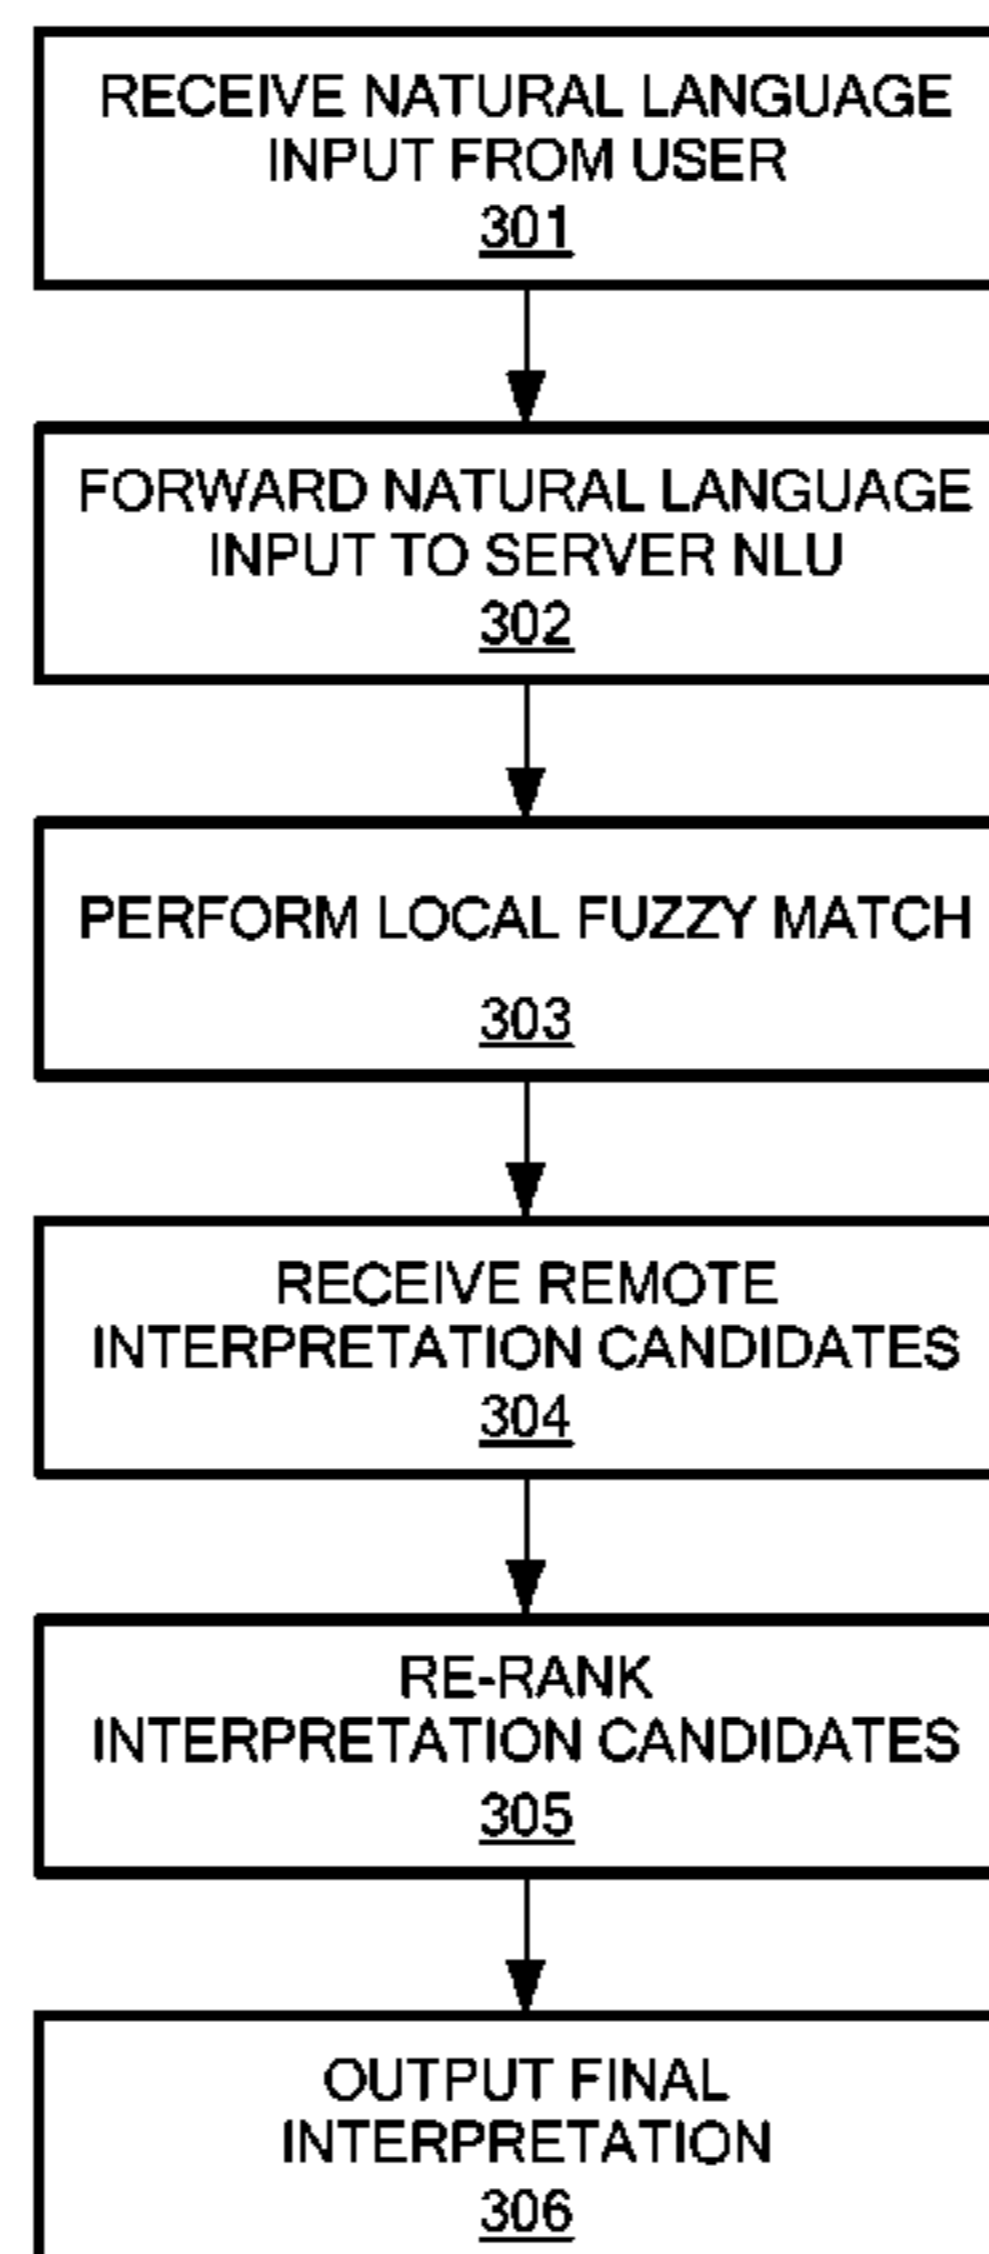 RECEIVE NATURAL LANGUAGE
INPUT FROM USER
301
FORWARD NATURAL LANGUAGE
INPUT TO SERVER NLU
302
PERFORM LOCAL FUZZY MATCH
303
RECEIVE REMOTE
INTERPRETATION CANDIDATES
304
RE-RANK
INTERPRETATION CANDIDATES
305
OUTPUT FINAL
INTERPRETATION
306